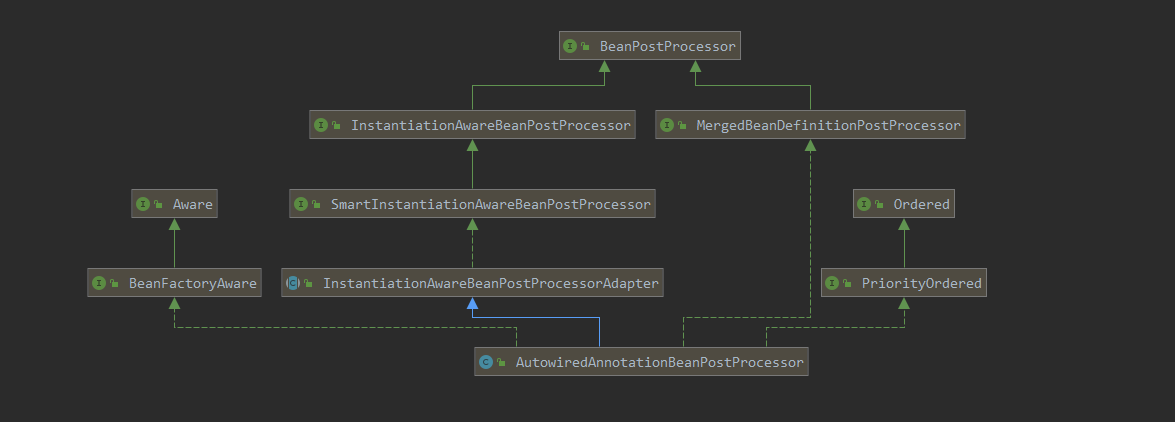 BeanPostProcessor
InstantiationAwareBeanPostProcessor
MergedBeanDefinitionPostProcessor
Aware
SmartInstantiationAwareBeanPostProcessor
Ordered
BeanFactoryAware
InstantiationAwareBeanPostProcessorAdapter
PriorityOrdered
AutowiredAnnotationBeanPostProcessor